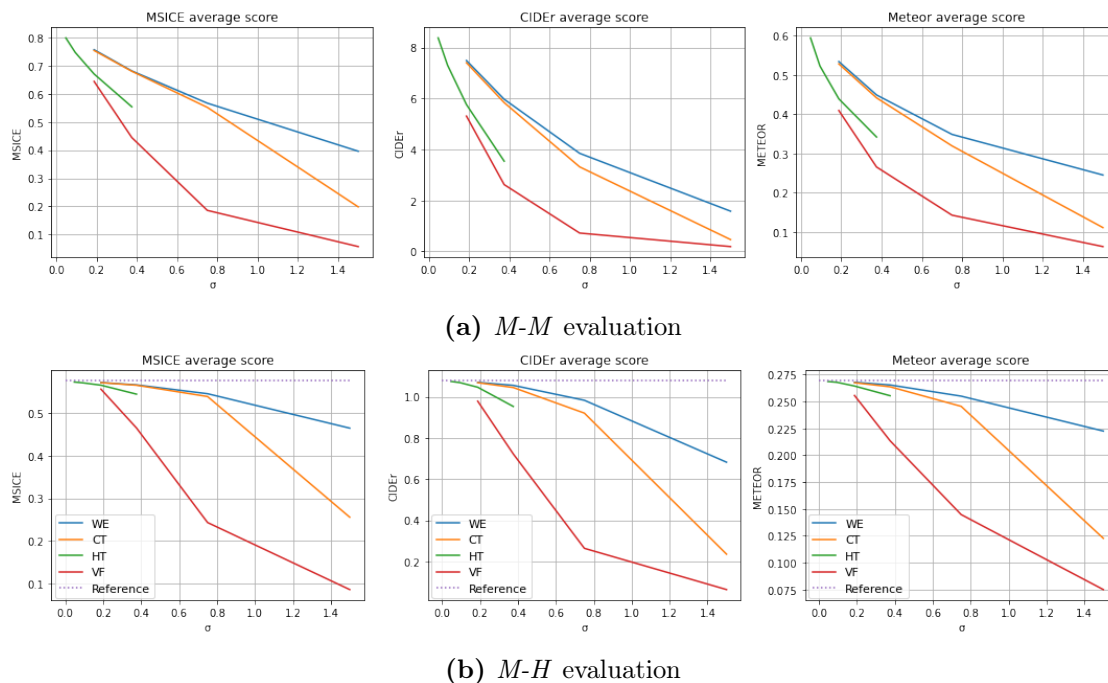 MSICE average score
CIDEr average score
Meteor average score
0.8
0.7
0.6
0.5
0.4
0.3
0.2
0.1
MSICE
0.0 0.2 0.4 0.6 0.8 1.0 1.2 1.4
σ
8
6
4
2
0
CIDEr
0.0 0.2 0.4 0.6 0.8 1.0 1.2 1.4
σ
0.6
0.5
0.4
0.3
0.2
0.1
METEOR
0.0 0.2 0.4 0.6 0.8 1.0 1.2 1.4
σ
(a) M-M evaluation
MSICE average score
CIDEr average score
Meteor average score
0.5
0.4
0.3
0.2
0.1
MSICE
WE
CT
HT
VF
Reference
0.0 0.2 0.4 0.6 0.8 1.0 1.2 1.4
σ
1.0
0.8
0.6
0.4
0.2
CIDEr
WE
CT
HT
VF
Reference
0.0 0.2 0.4 0.6 0.8 1.0 1.2 1.4
σ
0.275
0.250
0.225
0.200
0.175
0.150
0.125
0.100
0.075
METEOR
WE
CT
HT
VF
Reference
0.0 0.2 0.4 0.6 0.8 1.0 1.2 1.4
σ
(b) M-H evaluation